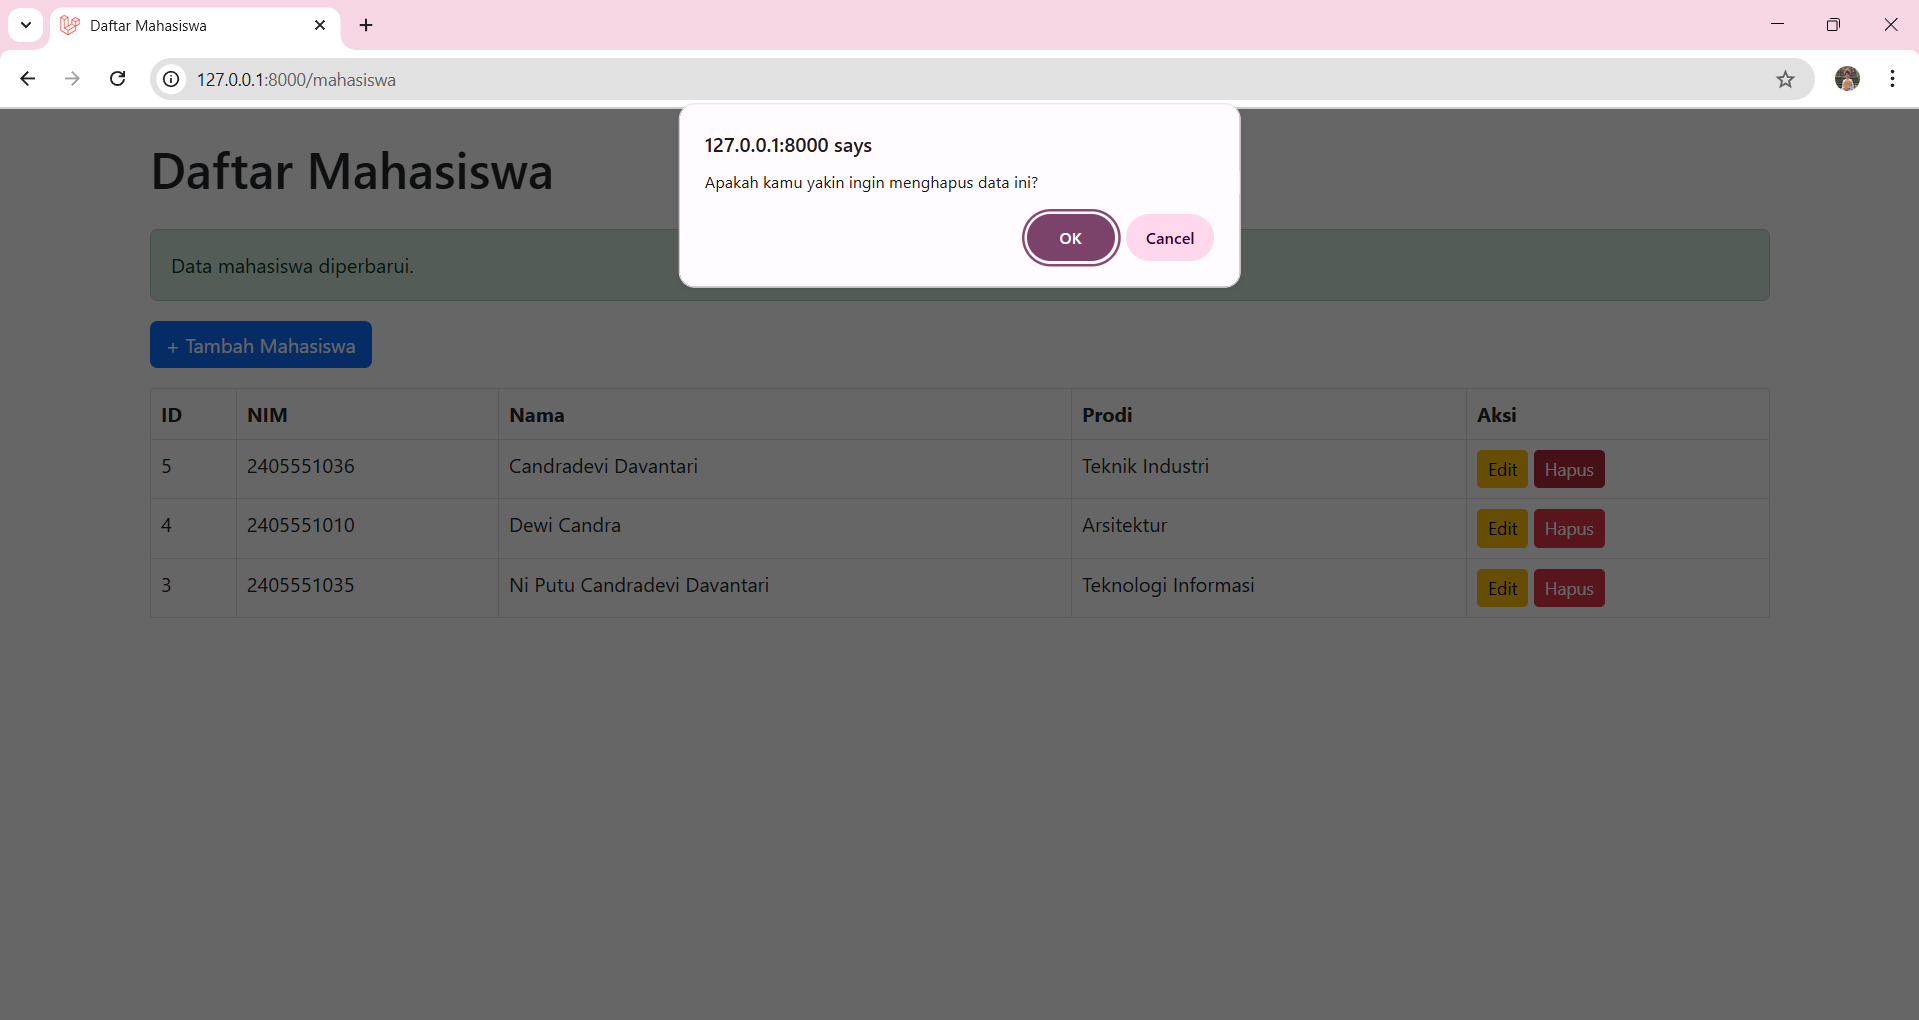 Daftar Mahasiswa
127.0.0.1:8000/mahasiswa
127.0.0.1:8000 says
Apakah kamu yakin ingin menghapus data ini?
OK Cancel
Daftar Mahasiswa
Data mahasiswa diperbarui.
+ Tambah Mahasiswa
ID NIM Nama Prodi Aksi
5 2405551036 Candradevi Davantari Teknik Industri Edit Hapus
4 2405551010 Dewi Candra Arsitektur Edit Hapus
3 2405551035 Ni Putu Candradevi Davantari Teknologi Informasi Edit Hapus